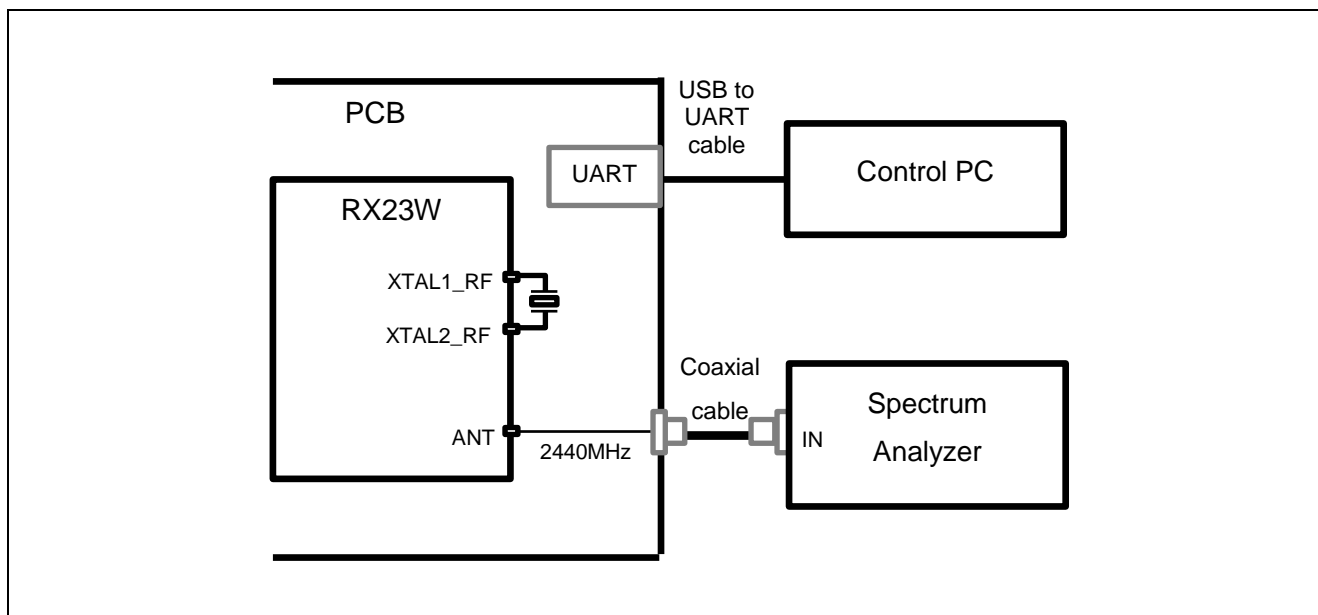 PCB
USB to
UART
cable
UART
Control PC
RX23W
XTAL1_RF
XTAL2_RF
ANT
2440MHz
Coaxial
cable
IN
Spectrum
Analyzer